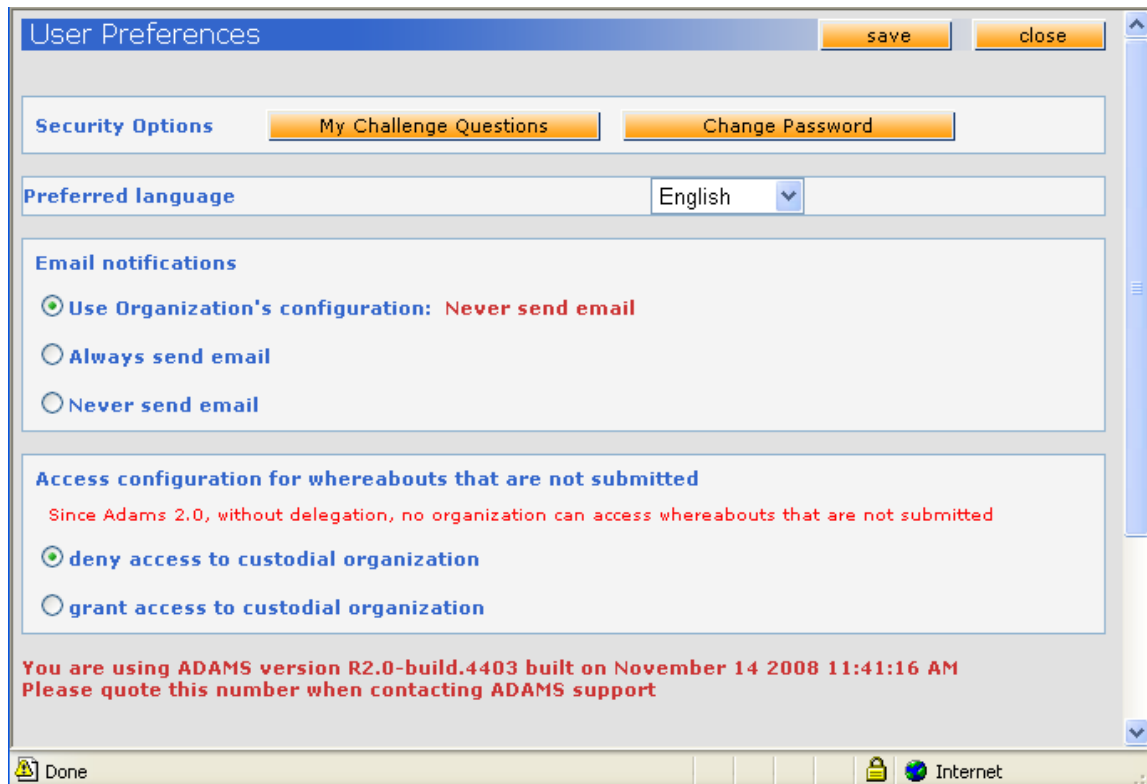 User Preferences save close
Security Options My Challenge Questions Change Password
Preferred language English
Email notifications
Use Organization's configuration: Never send email
Always send email
Never send email
Access configuration for whereabouts that are not submitted
Since Adams 2.0, without delegation, no organization can access whereabouts that are not submitted
deny access to custodial organization
grant access to custodial organization
You are using ADAMS version R2.0-build.4403 built on November 14 2008 11:41:16 AM
Please quote this number when contacting ADAMS support
Done Internet